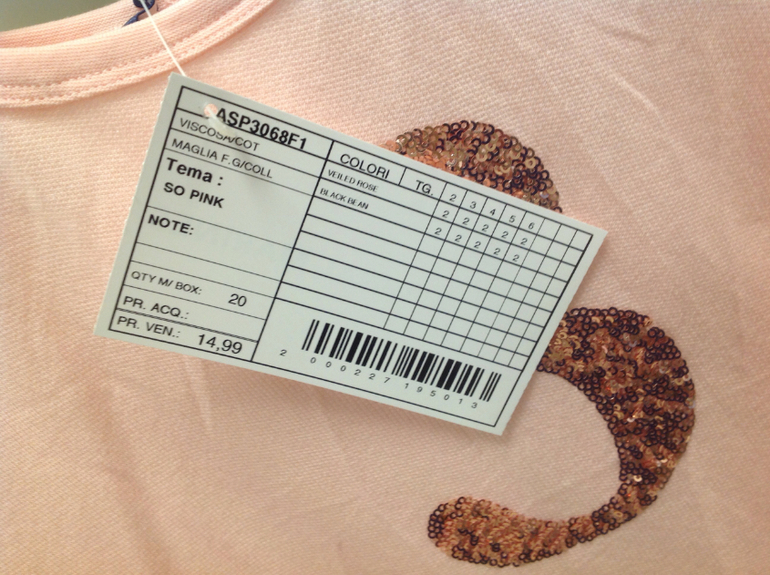 ASP3068F1
VISCOSA/COT
MAGLIA F.G/COLL
Tema :
SO PINK
NOTE:
QTY M/ BOX: 20
PR. ACQ.:
PR. VEN.: 14,99
COLORI TG. 2 3 4 5 6
VEILED ROSE 2 2 2 2 2
BLACK BEAN 2 2 2 2 2
2 000227 195013